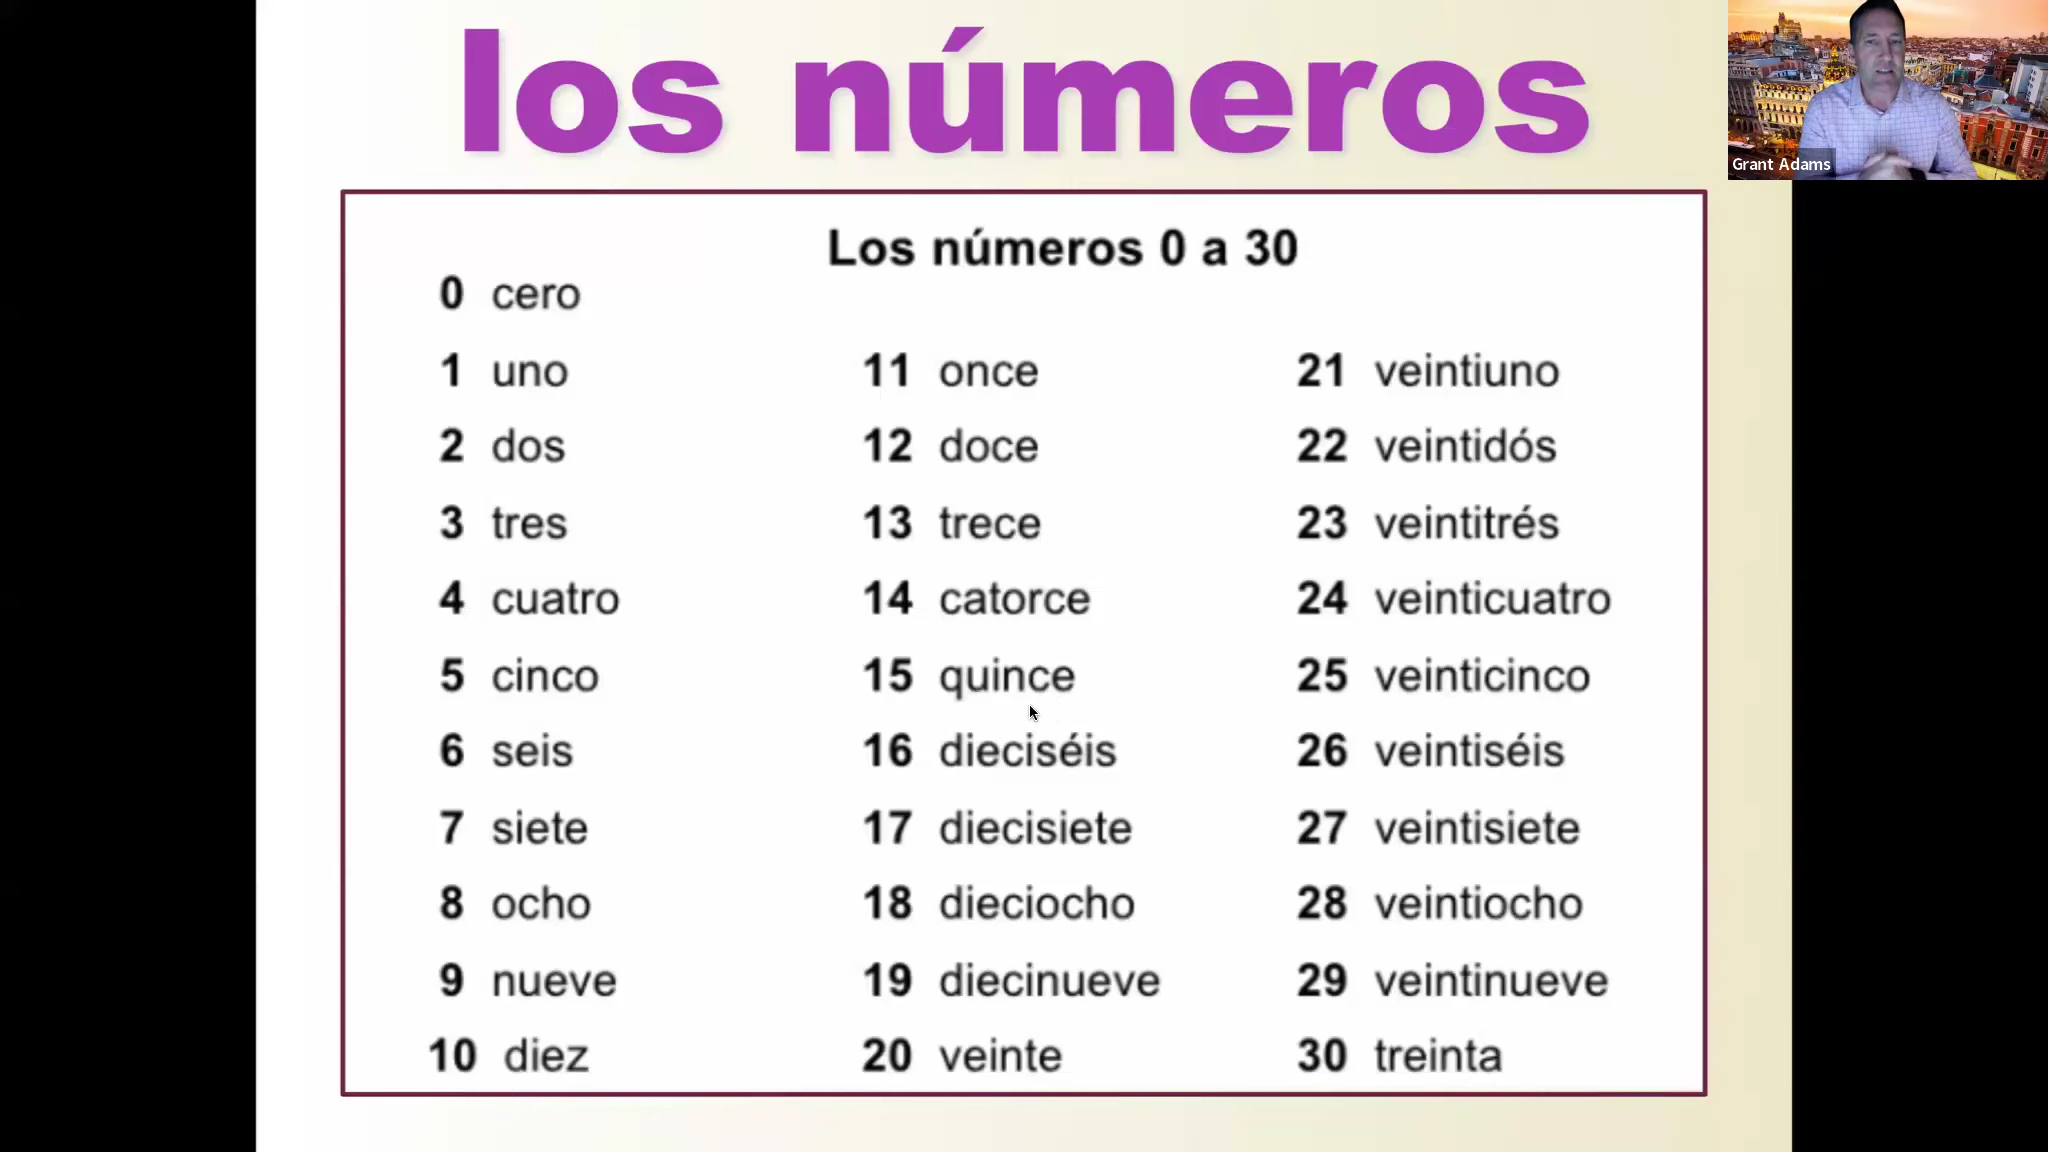 los números
Grant Adams
Los números 0 a 30
0 cero
1 uno
2 dos
3 tres
4 cuatro
5 cinco
6 seis
7 siete
8 ocho
9 nueve
10 diez
11 once
12 doce
13 trece
14 catorce
15 quince
16 dieciséis
17 diecisiete
18 dieciocho
19 diecinueve
20 veinte
21 veintiuno
22 veintidós
23 veintitrés
24 veinticuatro
25 veinticinco
26 veintiséis
27 veintisiete
28 veintiocho
29 veintinueve
30 treinta